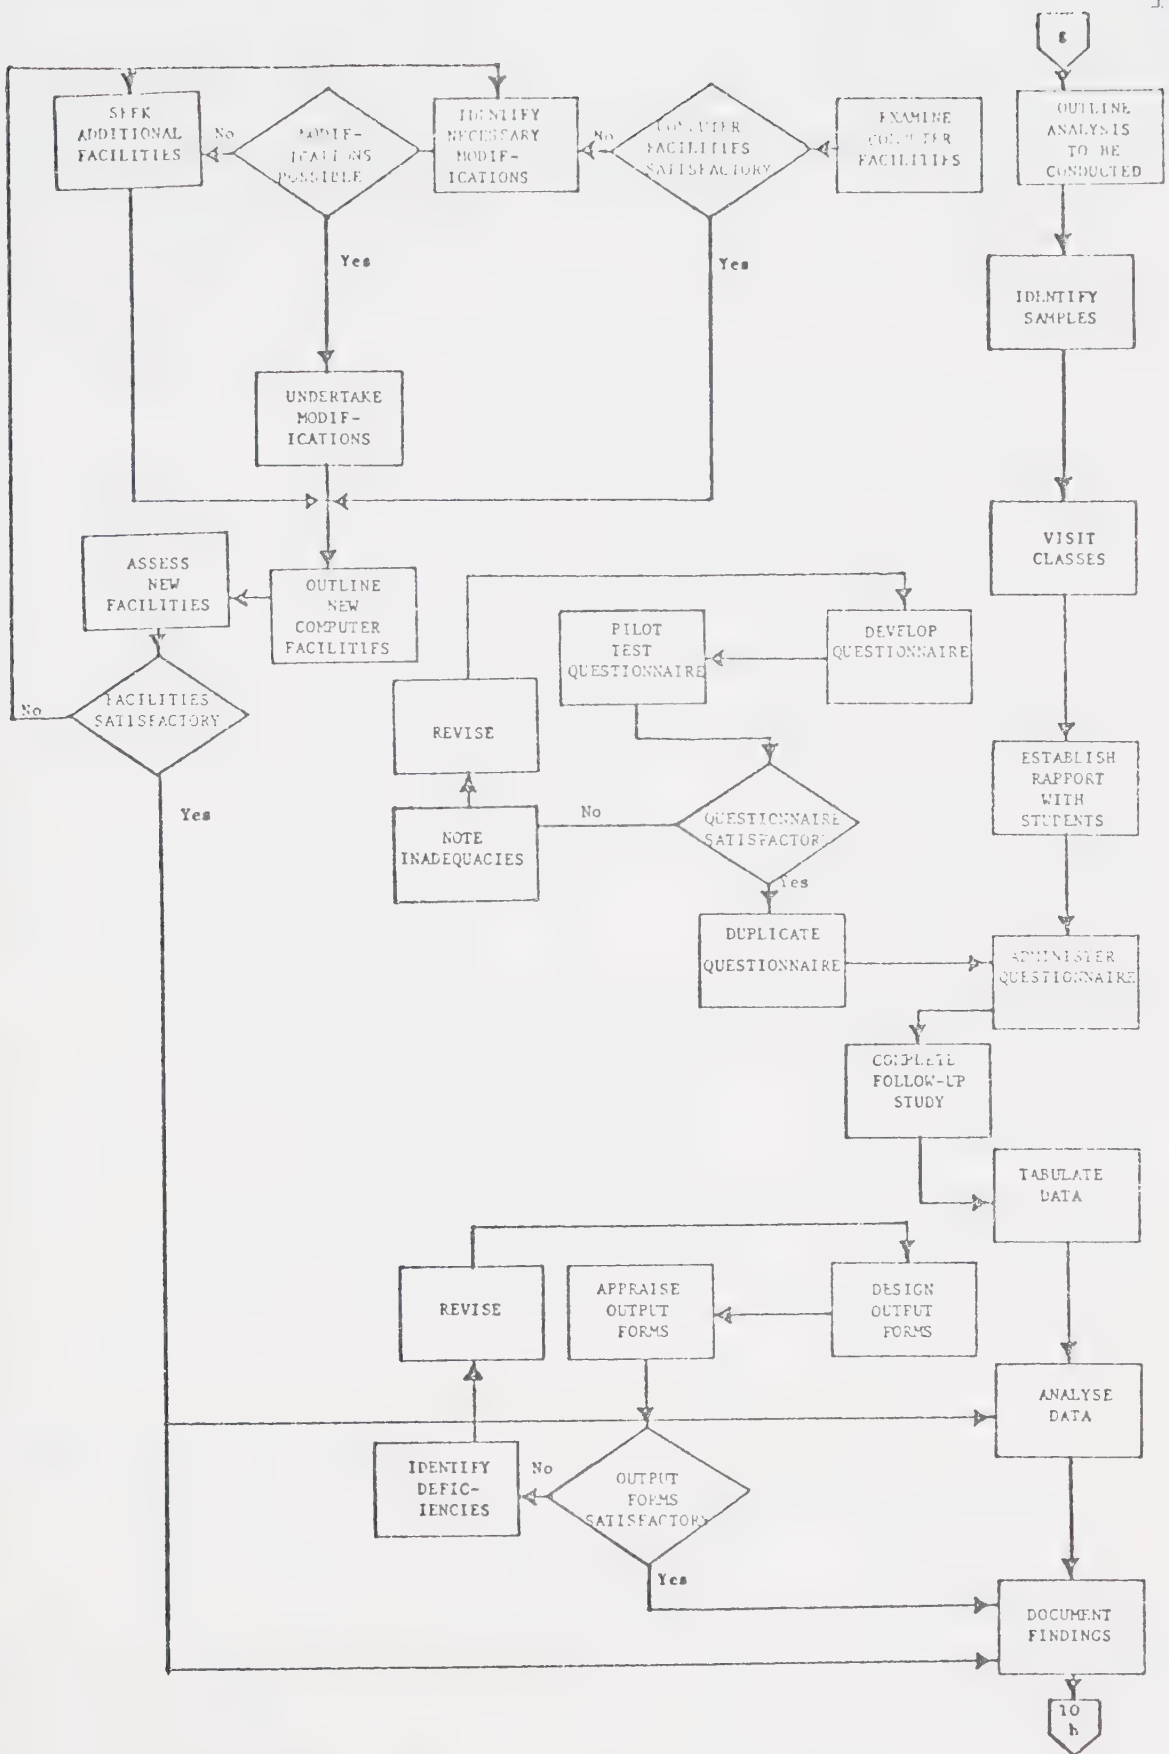 g
SEEK
ADDITIONAL
FACILITIES
No
MODIF-
ICATIONS
POSSIBLE
Yes
IDENTIFY
NECESSARY
MODIF-
ICATIONS
No
COMPUTER
FACILITIES
SATISFACTORY
Yes
EXAMINE
COMPUTER
FACILITIES
OUTLINE
ANALYSIS
TO BE
CONDUCTED
IDENTIFY
SAMPLES
UNDERTAKE
MODIF-
ICATIONS
VISIT
CLASSES
ASSESS
NEW
FACILITIES
OUTLINE
NEW
COMPUTER
FACILITIES
PILOT
TEST
QUESTIONNAIRE
DEVELOP
QUESTIONNAIRE
No
FACILITIES
SATISFACTORY
Yes
REVISE
ESTABLISH
RAPPORT
WITH
STUDENTS
NOTE
INADEQUACIES
No
QUESTIONNAIRE
SATISFACTORY
Yes
DUPLICATE
QUESTIONNAIRE
ADMINISTER
QUESTIONNAIRE
COMPLETE
FOLLOW-UP
STUDY
TABULATE
DATA
REVISE
APPRAISE
OUTPUT
FORMS
DESIGN
OUTPUT
FORMS
ANALYSE
DATA
IDENTIFY
DEFIC-
IENCIES
No
OUTPUT
FORMS
SATISFACTORY
Yes
DOCUMENT
FINDINGS
10
h